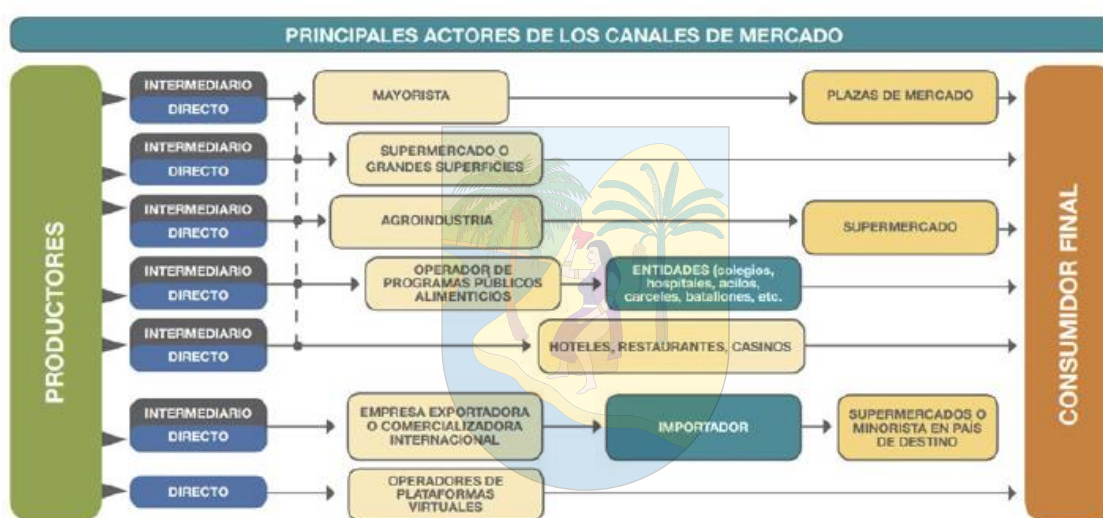 PRINCIPALES ACTORES DE LOS CANALES DE MERCADO
PRODUCTORES
INTERMEDIARIO
DIRECTO
MAYORISTA
PLAZAS DE MERCADO
INTERMEDIARIO
DIRECTO
SUPERMERCADO O
GRANDES SUPERFICIES
INTERMEDIARIO
DIRECTO
AGROINDUSTRIA
SUPERMERCADO
INTERMEDIARIO
DIRECTO
OPERADOR DE
PROGRAMAS PÚBLICOS
ALIMENTICIOS
ENTIDADES (colegios,
hospitales, acilos,
carceles, batallones, etc.
INTERMEDIARIO
DIRECTO
HOTELES, RESTAURANTES, CASINOS
INTERMEDIARIO
DIRECTO
EMPRESA EXPORTADORA
O COMERCIALIZADORA
INTERNACIONAL
IMPORTADOR
SUPERMERCADOS O
MINORISTA EN PAÍS
DE DESTINO
DIRECTO
OPERADORES DE
PLATAFORMAS
VIRTUALES
CONSUMIDOR FINAL